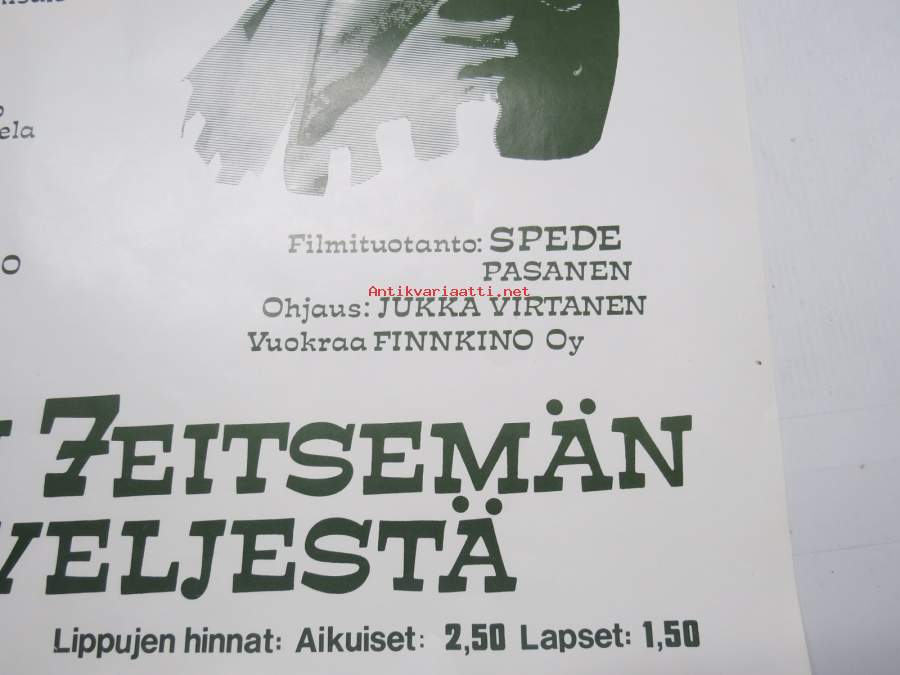 ela
O
Filmituotanto: SPEDE
PASANEN
Antikvariaatti.net
Ohjaus: JUKKA VIRTANEN
Vuokraa FINNKINO Oy
7EITSEMÄN
VELJESTÄ
Lippujen hinnat: Aikuiset: 2,50 Lapset: 1,50